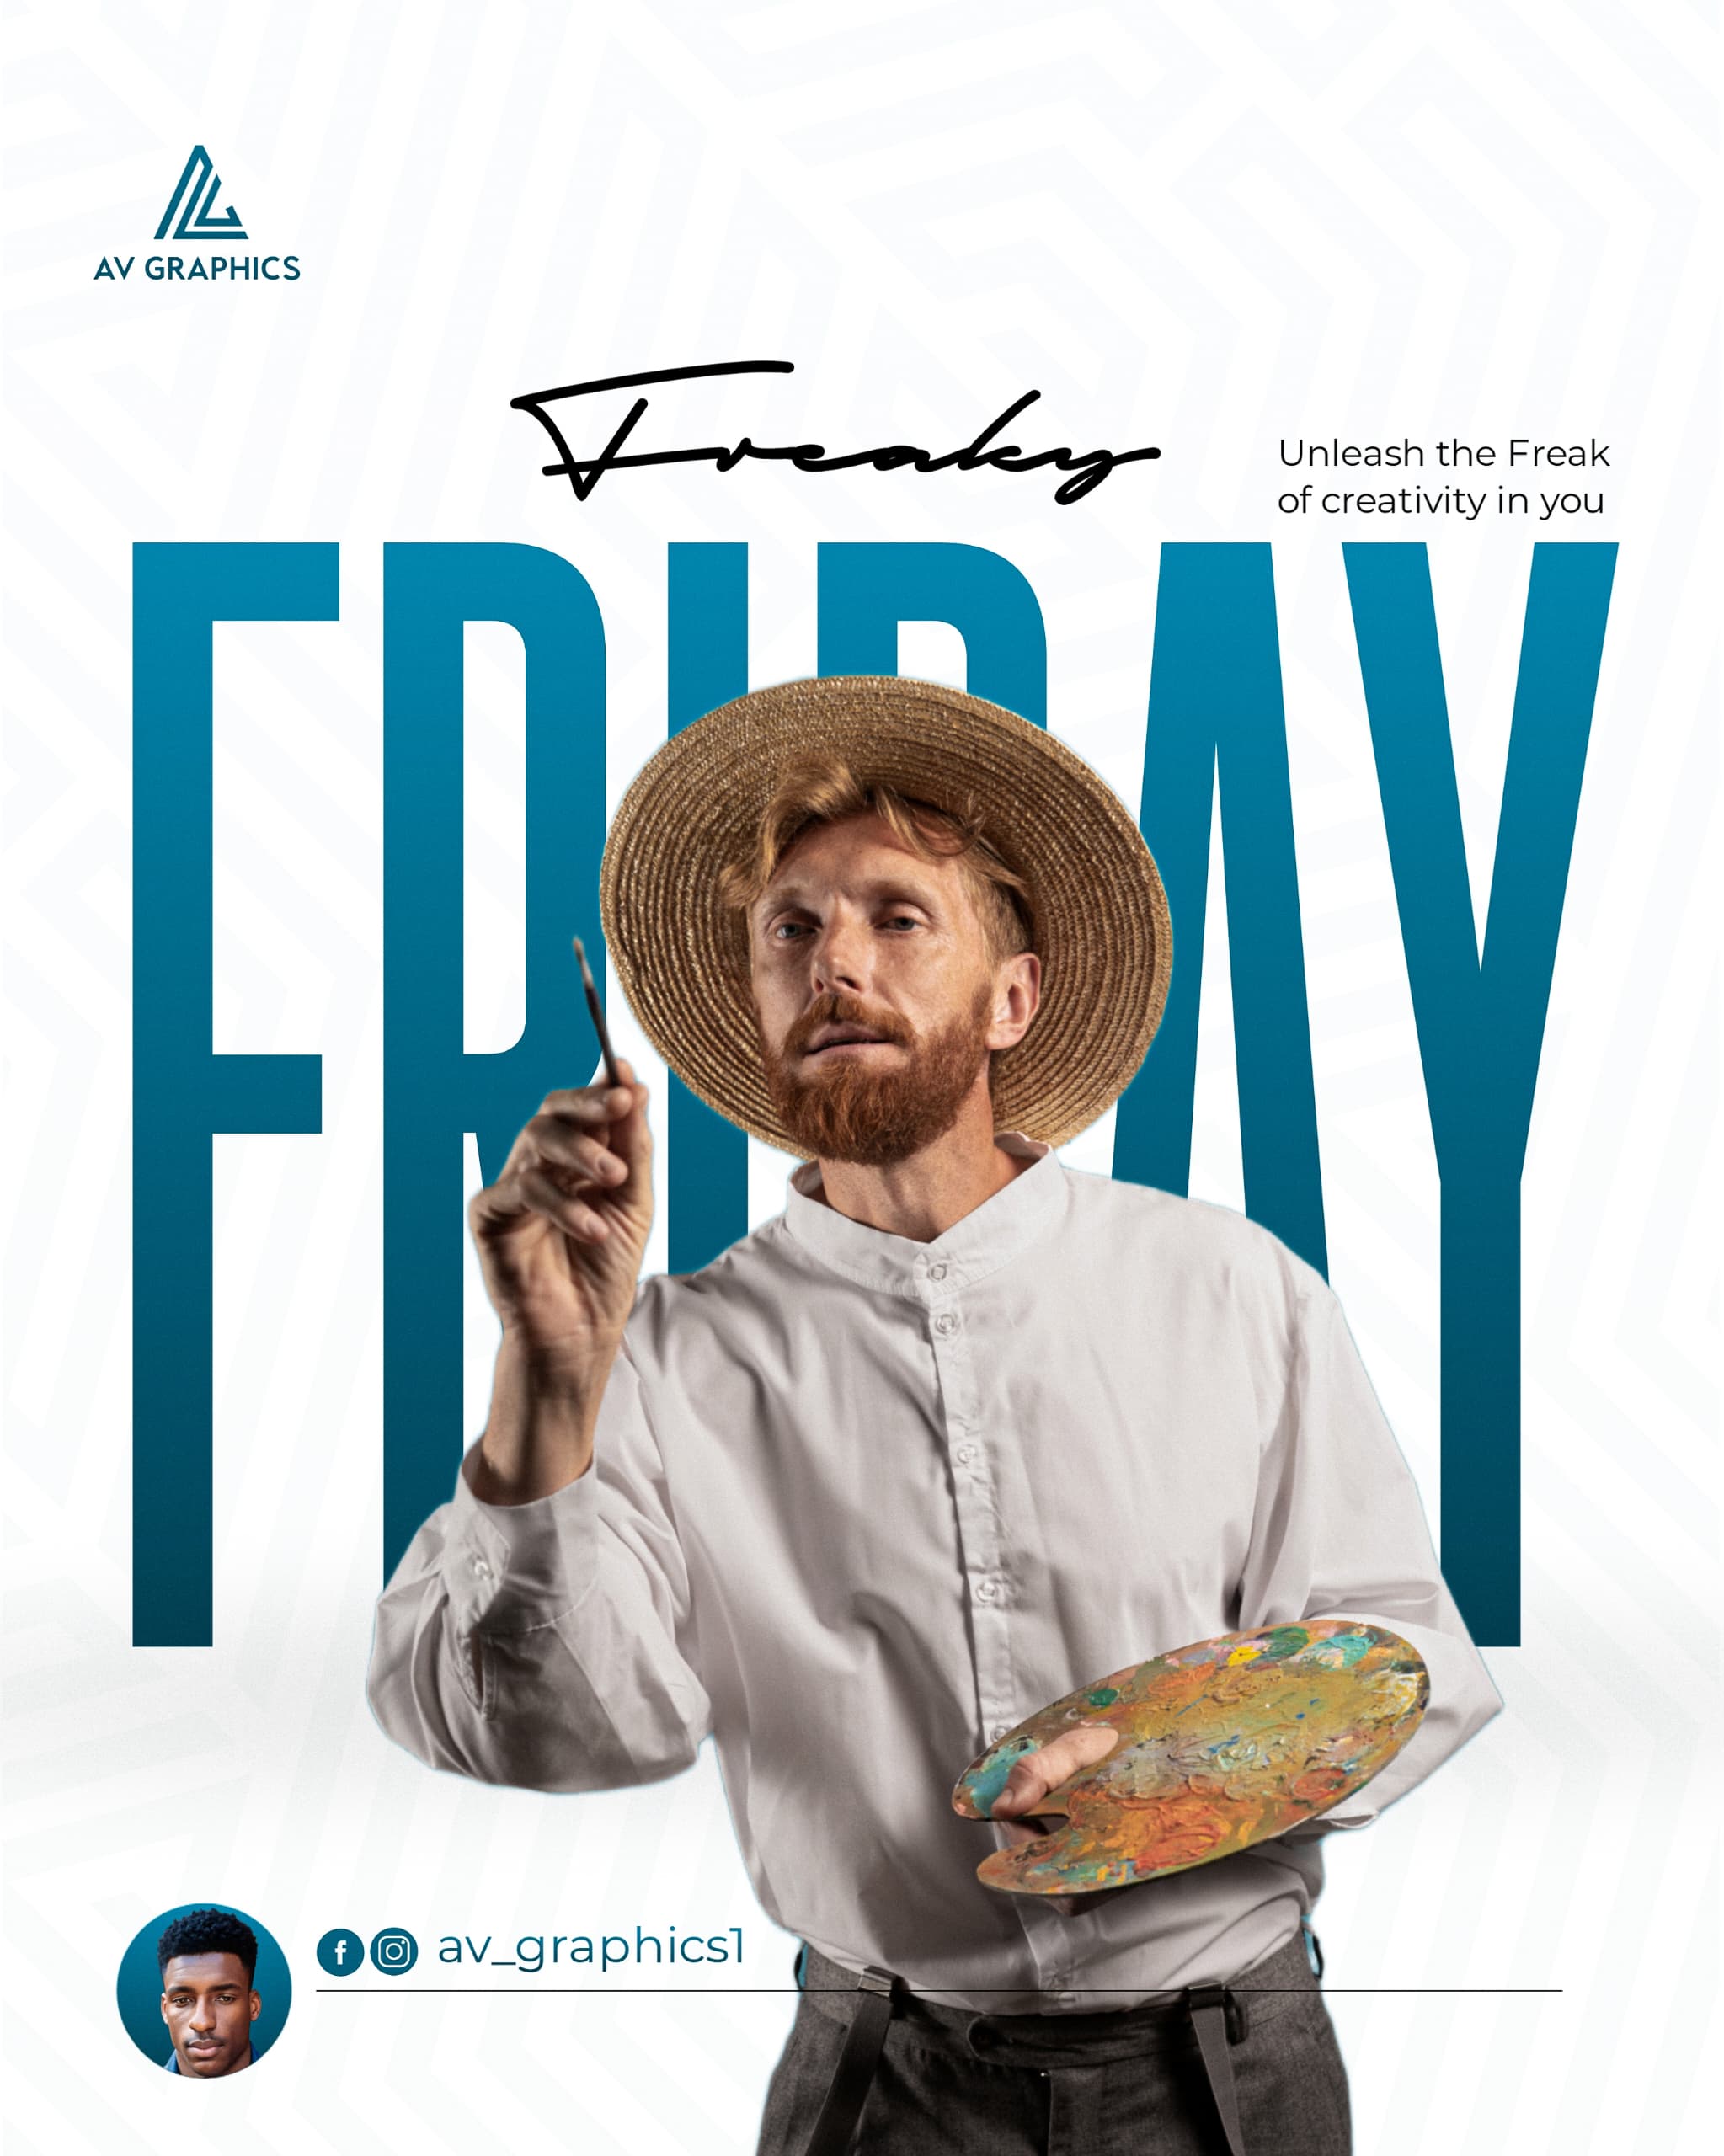 AV GRAPHICS
Freaky
Unleash the Freak
of creativity in you
FRIDAY
av_graphics1